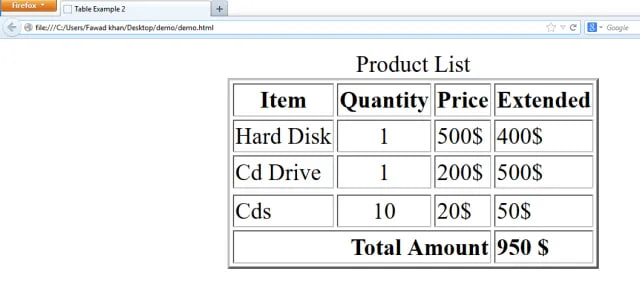 Firefox
Table Example 2
file:///C:/Users/Fawad khan/Desktop/demo/demo.html
Google
Product List
Item Quantity Price Extended
Hard Disk 1 500$ 400$
Cd Drive 1 200$ 500$
Cds 10 20$ 50$
Total Amount 950 $